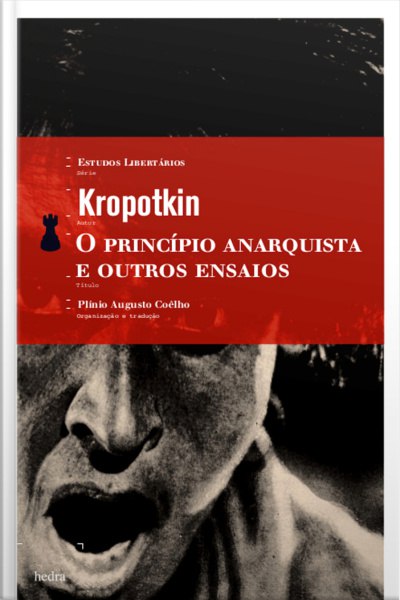 Estudos Libertários
Série
Kropotkin
Autor
O princípio anarquista
e outros ensaios
Título
Plínio Augusto Coêlho
Organização e tradução
hedra